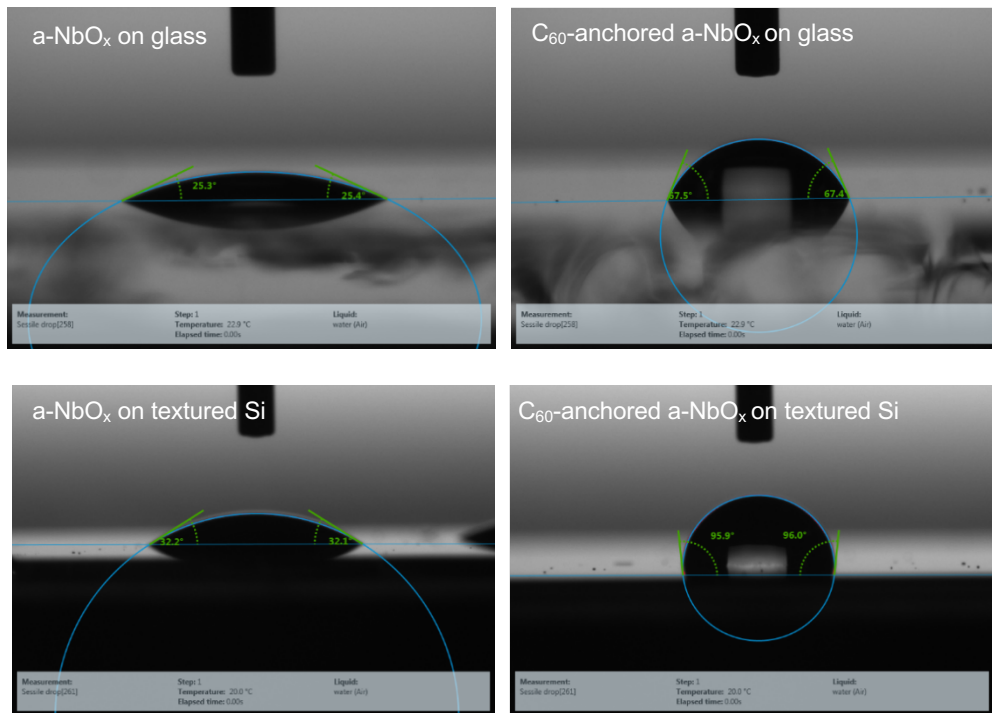 a-NbOₓ on glass
25.3°
25.4°
Measurement: Step: 1 Liquid:
Sessile drop[258] Temperature: 22.9 °C water (Air)
Elapsed time: 0.00s
C₆₀-anchored a-NbOₓ on glass
67.5°
67.4°
Measurement: Step: 1 Liquid:
Sessile drop[258] Temperature: 22.9 °C water (Air)
Elapsed time: 0.00s
a-NbOₓ on textured Si
32.2°
32.1°
Measurement: Step: 1 Liquid:
Sessile drop[261] Temperature: 20.0 °C water (Air)
Elapsed time: 0.00s
C₆₀-anchored a-NbOₓ on textured Si
95.9°
96.0°
Measurement: Step: 1 Liquid:
Sessile drop[261] Temperature: 20.0 °C water (Air)
Elapsed time: 0.00s